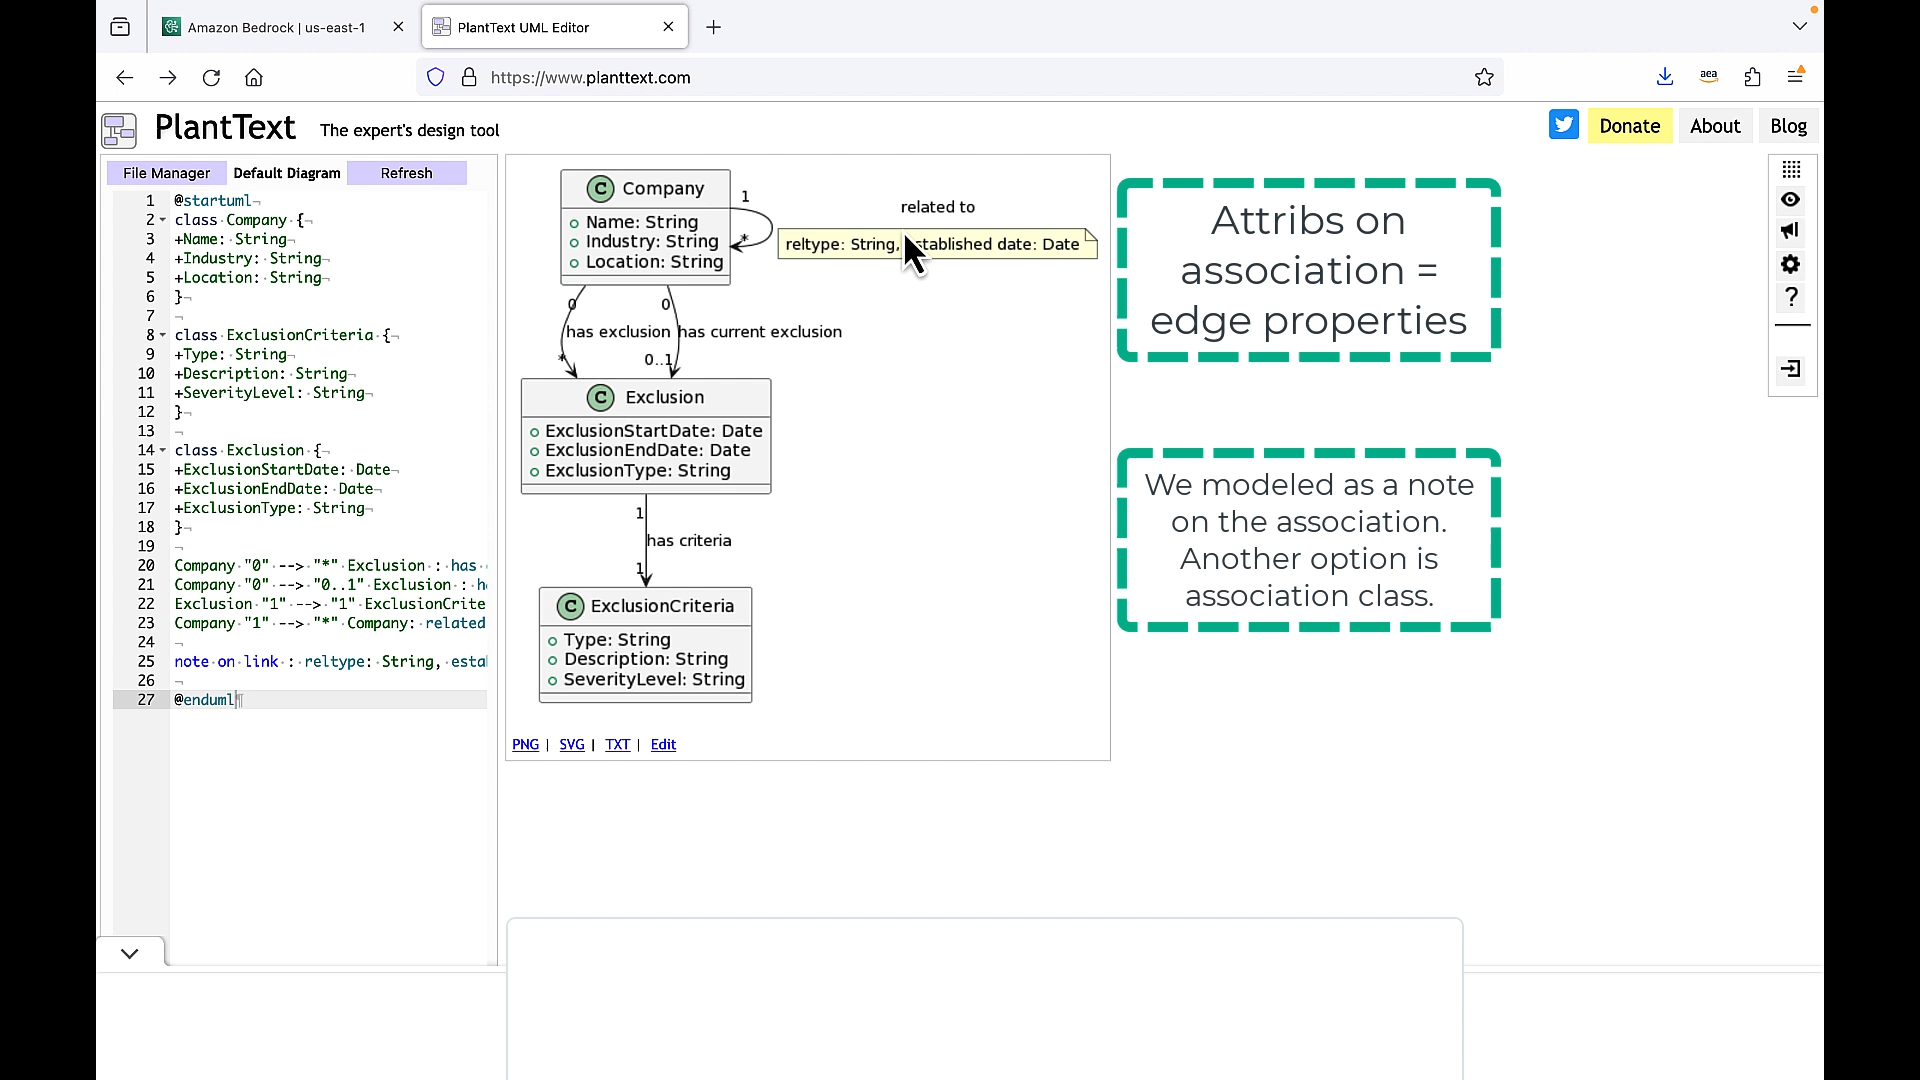 Amazon Bedrock | us-east-1
PlantText UML Editor
https://www.planttext.com
aea
PlantText
The expert's design tool
Donate
About
Blog
File Manager
Default Diagram
Refresh
1 @startuml
2 class Company {
3 +Name: String
4 +Industry: String
5 +Location: String
6 }
7
8 class ExclusionCriteria {
9 +Type: String
10 +Description: String
11 +SeverityLevel: String
12 }
13
14 class Exclusion {
15 +ExclusionStartDate: Date
16 +ExclusionEndDate: Date
17 +ExclusionType: String
18 }
19
20 Company "0" --> "*" Exclusion : has
21 Company "0" --> "0..1" Exclusion : h
22 Exclusion "1" --> "1" ExclusionCrite
23 Company "1" --> "*" Company: related
24
25 note on link : reltype: String, esta
26
27 @enduml
C Company
Name: String
Industry: String
Location: String
1
*
related to
reltype: String, established date: Date
0
0
has exclusion
has current exclusion
*
0..1
C Exclusion
ExclusionStartDate: Date
ExclusionEndDate: Date
ExclusionType: String
1
has criteria
1
C ExclusionCriteria
Type: String
Description: String
SeverityLevel: String
PNG | SVG | TXT | Edit
Attribs on
association =
edge properties
We modeled as a note
on the association.
Another option is
association class.
?